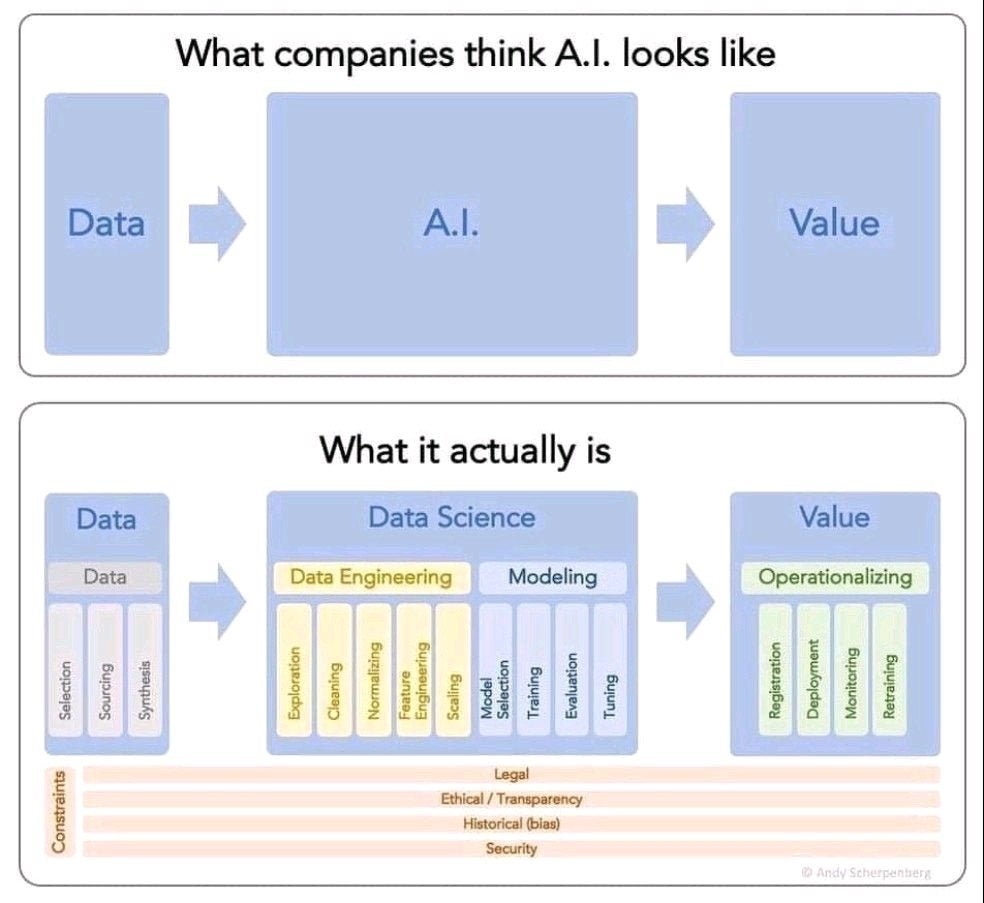 What companies think A.I. looks like
Data
A.I.
Value
What it actually is
Data
Data Science
Value
Data
Data Engineering
Modeling
Operationalizing
Selection
Sourcing
Synthesis
Exploration
Cleaning
Normalizing
Feature
Engineering
Scaling
Model
Selection
Training
Evaluation
Tuning
Registration
Deployment
Monitoring
Retraining
Constraints
Legal
Ethical / Transparency
Historical (bias)
Security
© Andy Scherpenberg